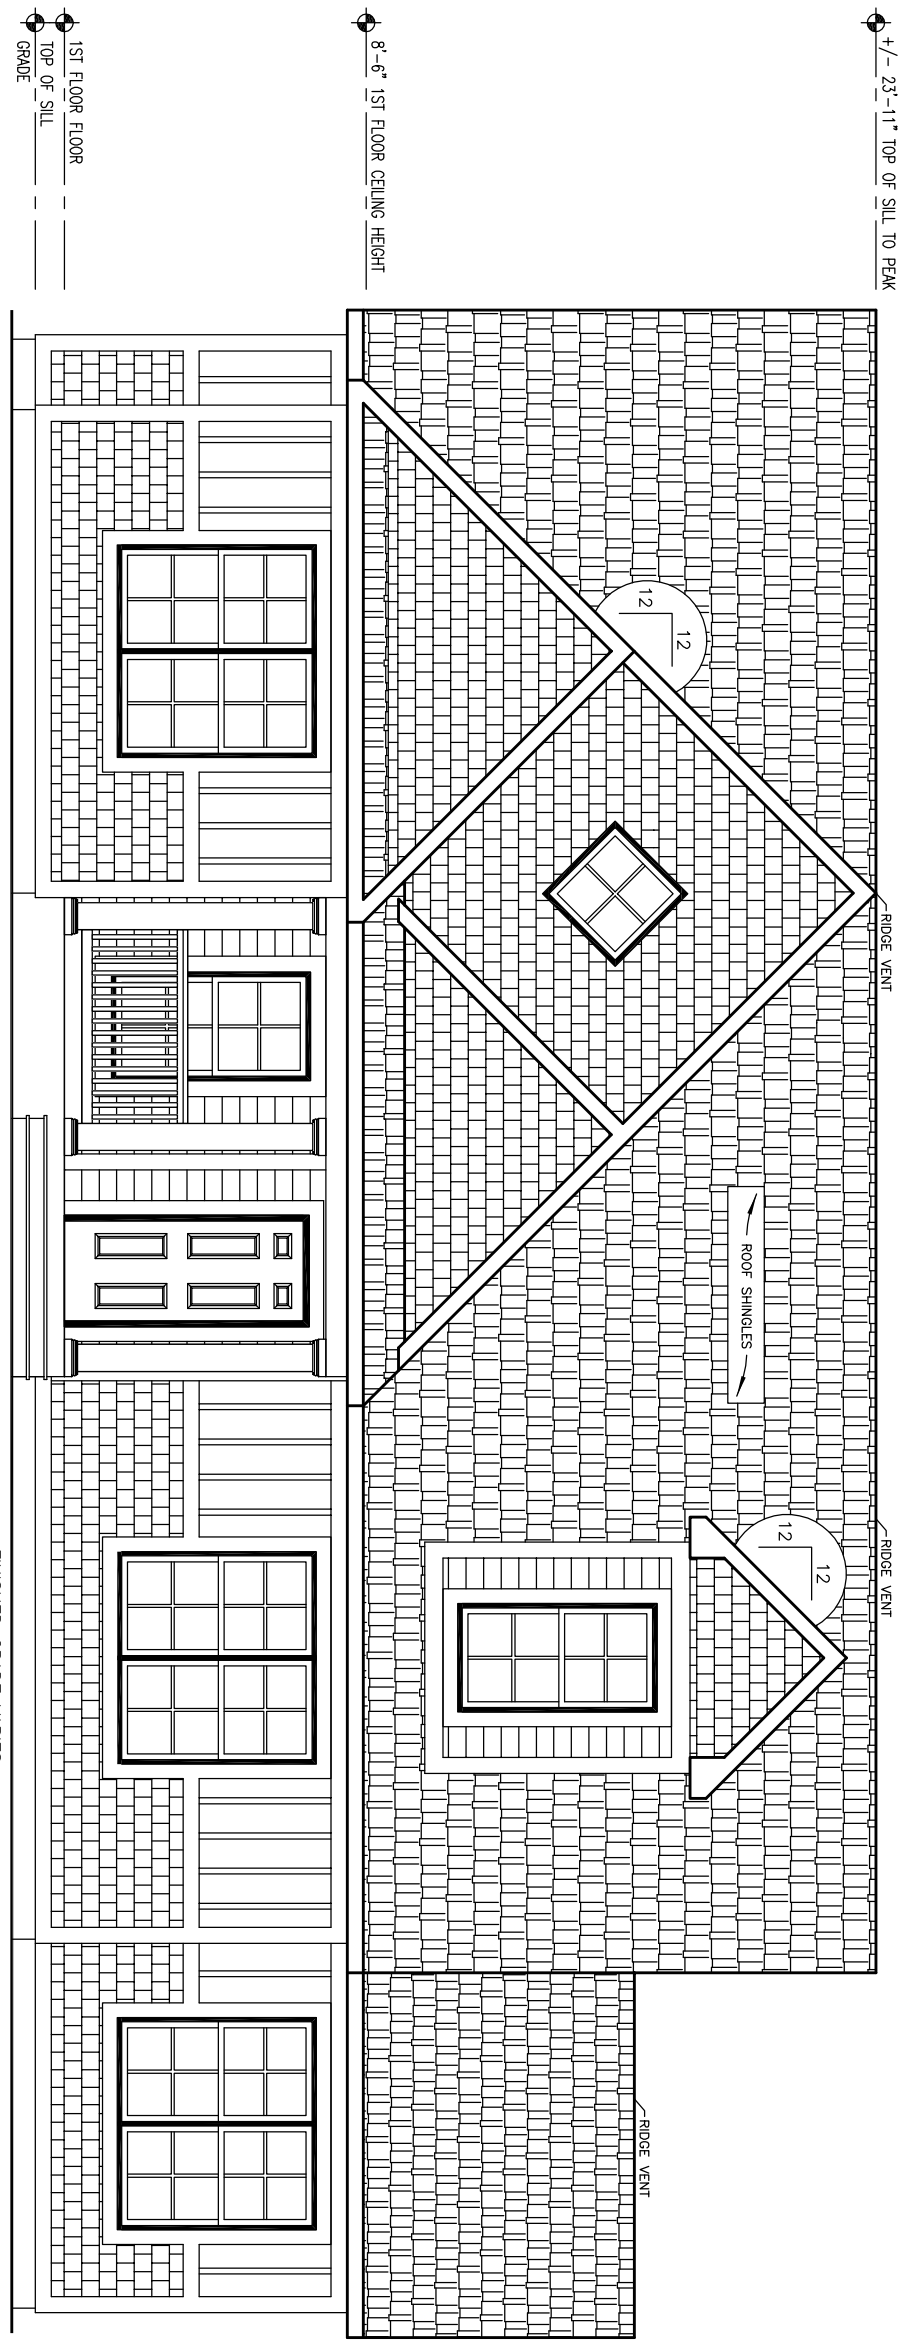 +/- 23'-11" TOP OF SILL TO PEAK
RIDGE VENT
RIDGE VENT
12
12
ROOF SHINGLES
12
12
RIDGE VENT
8'-6" 1ST FLOOR CEILING HEIGHT
1ST FLOOR FLOOR
TOP OF SILL
GRADE